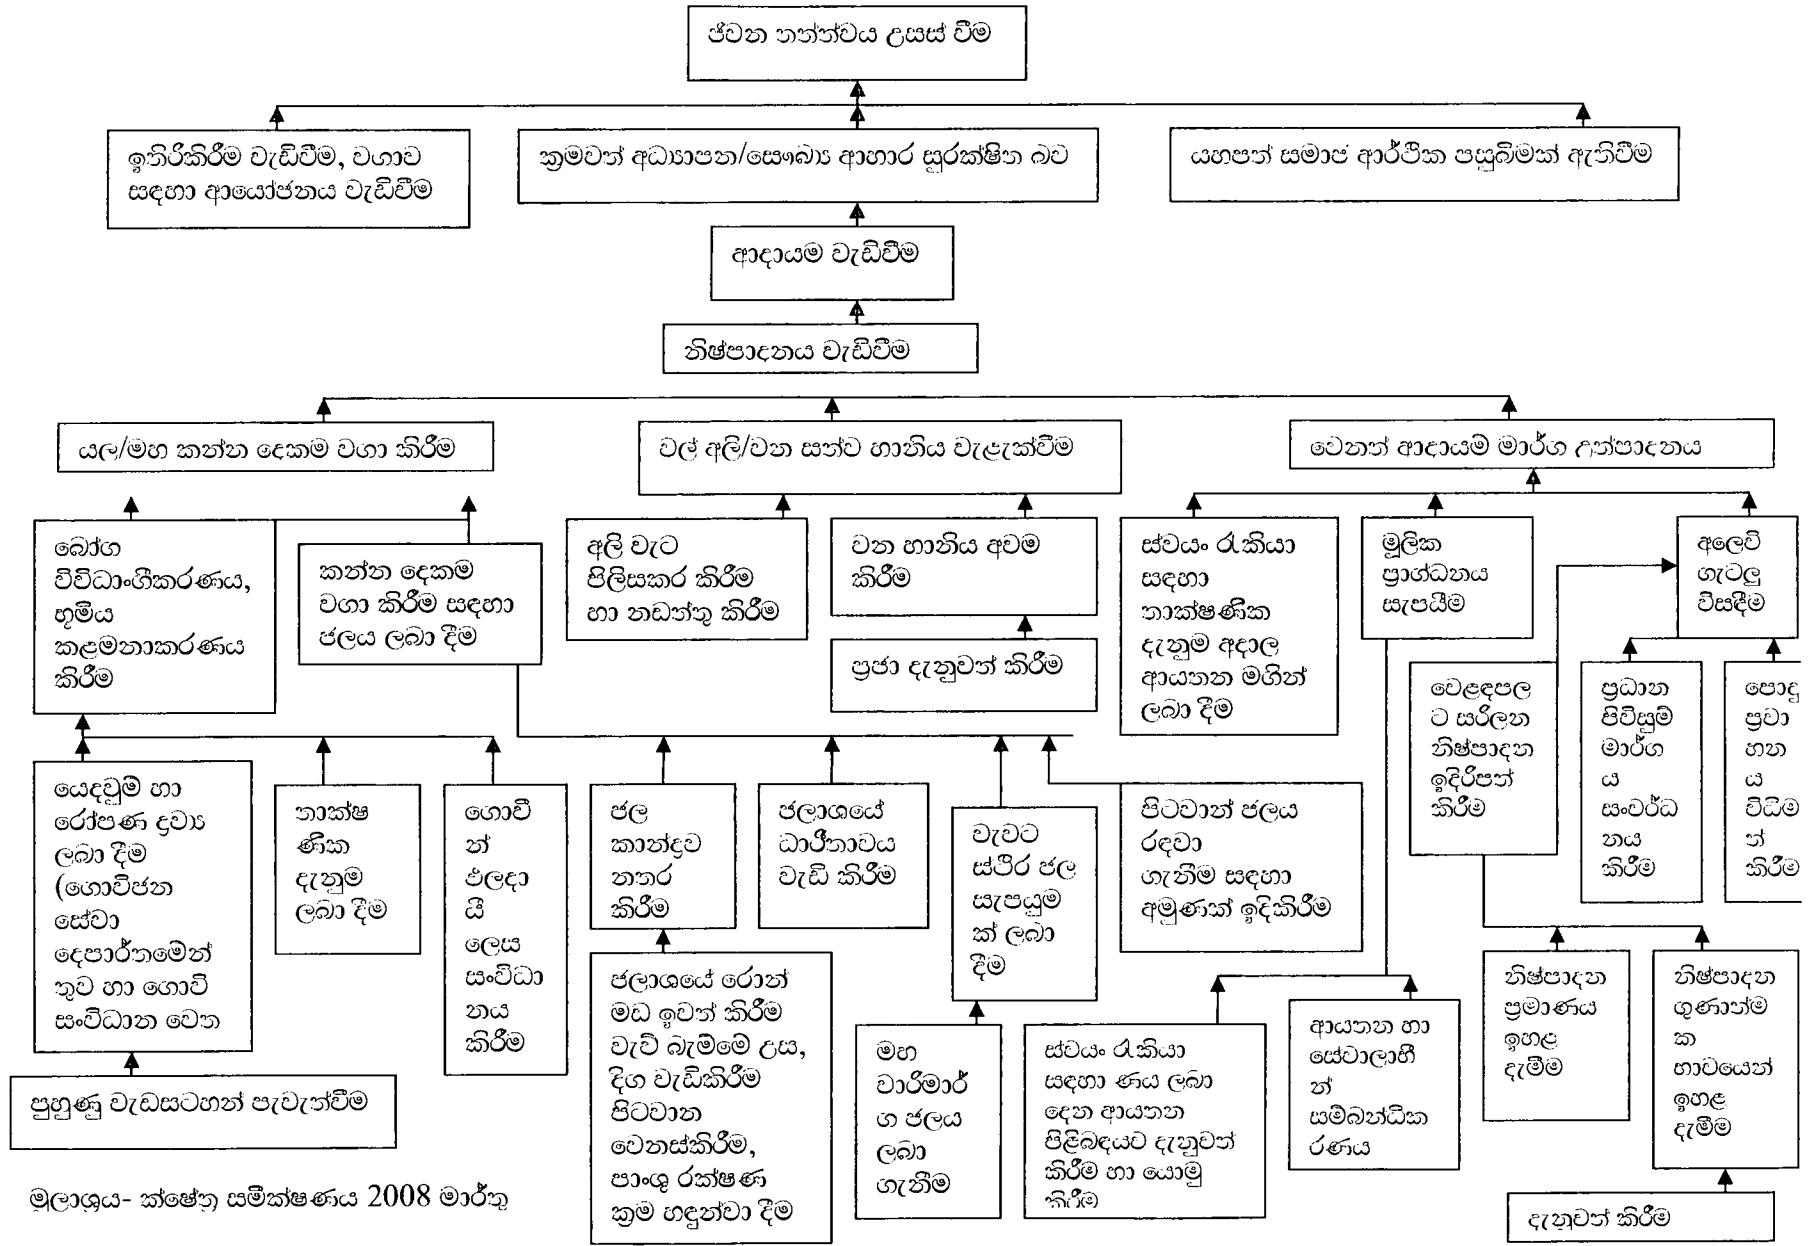 ජීවන තත්ත්වය උසස් වීම
ඉතිරිකිරීම වැඩිවීම, වගාව
සඳහා ආයෝජනය වැඩිවීම
ක්‍රමවත් අධ්‍යාපන/සෞඛ්‍ය ආහාර සුරක්ෂිත බව
යහපත් සමාජ ආර්ථික පසුබිමක් ඇතිවීම
ආදායම වැඩිවීම
නිෂ්පාදනය වැඩිවීම
යල/මහ කන්න දෙකම වගා කිරීම
වල් අලි/වන සත්ව හානිය වැළැක්වීම
වෙනත් ආදායම් මාර්ග උත්පාදනය
බෝග
විවිධාංගීකරණය,
භූමිය
කළමනාකරණය
කිරීම
කන්න දෙකම
වගා කිරීම සඳහා
ජලය ලබා දීම
අලි වැට
පිලිසකර කිරීම
හා නඩත්තු කිරීම
වන හානිය අවම
කිරීම
ප්‍රජා දැනුවත් කිරීම
ස්වයං රැකියා
සඳහා
තාක්ෂණික
දැනුම අදාල
ආයතන මගින්
ලබා දීම
මූලික
ප්‍රාග්ධනය
සැපයීම
අලෙවි
ගැටලු
විසඳීම
වෙළඳපල
ට සරිලන
නිෂ්පාදන
ඉදිරිපත්
කිරීම
ප්‍රධාන
පිවිසුම්
මාර්ග
ය
සංවර්ධ
නය
කිරීම
පොදු
ප්‍රවා
හන
ය
විධිම
ත්
කිරීම
යෙදවුම් හා
රෝපණ ද්‍රව්‍ය
ලබා දීම
(ගොවිජන
සේවා
දෙපාර්තමේන්
තුව හා ගොවි
සංවිධාන වෙත
තාක්ෂ
ණික
දැනුම
ලබා දීම
ගොවී
න්
ඵලදා
යී
ලෙස
සංවිධා
නය
කිරීම
ජල
කාන්දුව
නතර
කිරීම
ජලාශයේ
ධාරීතාවය
වැඩි කිරීම
වැවට
ස්ථිර ජල
සැපයුම
ක් ලබා
දීම
පිටවාන් ජලය
රඳවා
ගැනීම සඳහා
අමුණක් ඉදිකිරීම
පුහුණු වැඩසටහන් පැවැත්වීම
ජලාශයේ රොන්
මඩ ඉවත් කිරීම
වැව් බැම්මේ උස,
දිග වැඩිකිරීම
පිටවාන
වෙනස්කිරීම,
පාංශු රක්ෂණ
ක්‍රම හඳුන්වා දීම
මහ
වාරිමාර්
ග ජලය
ලබා
ගැනීම
ස්වයං රැකියා
සඳහා ණය ලබා
දෙන ආයතන
පිළිබඳයව දැනුවත්
කිරීම හා යොමු
කිරීම
ආයතන හා
සේවාලාභී
න්
සම්බන්ධීක
රණය
නිෂ්පාදන
ප්‍රමාණය
ඉහළ
දැමීම
නිෂ්පාදන
ගුණාත්ම
ක
භාවයෙන්
ඉහළ
දැමීම
දැනුවත් කිරීම
මූලාශ්‍රය- ක්ෂේත්‍ර සමීක්ෂණය 2008 මාර්තු